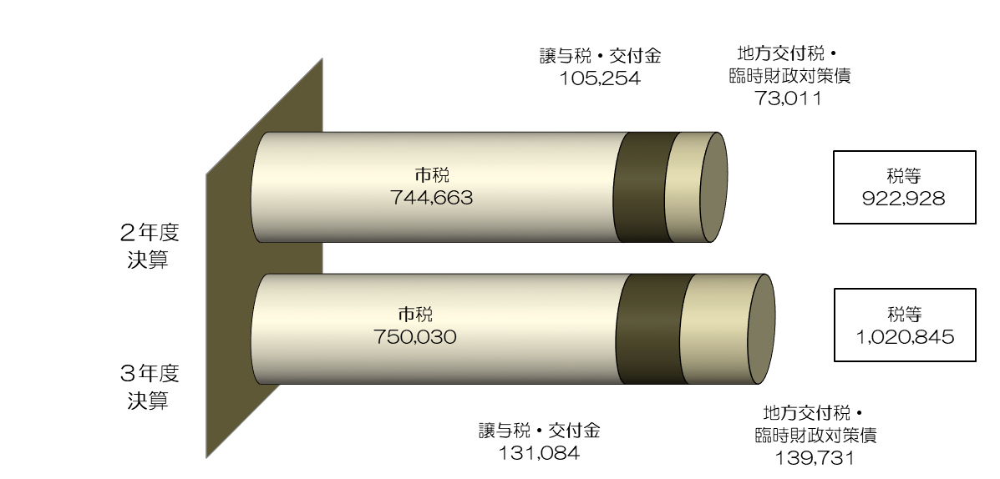 譲与税・交付金
105,254
地方交付税・
臨時財政対策債
73,011
市税
744,663
税等
922,928
２年度
決算
市税
750,030
税等
1,020,845
３年度
決算
譲与税・交付金
131,084
地方交付税・
臨時財政対策債
139,731